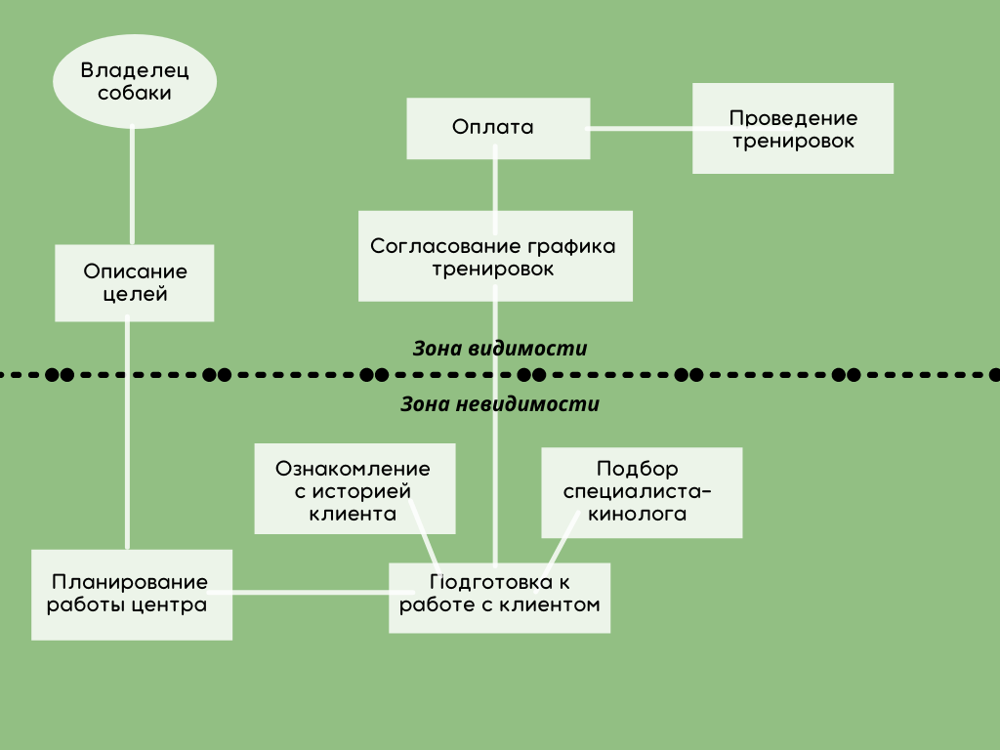 Владелец
собаки
Оплата
Проведение
тренировок
Согласование графика
тренировок
Описание
целей
Зона видимости
Зона невидимости
Ознакомление
с историей
клиента
Подбор
специалиста-
кинолога
Планирование
работы центра
Подготовка к
работе с клиентом